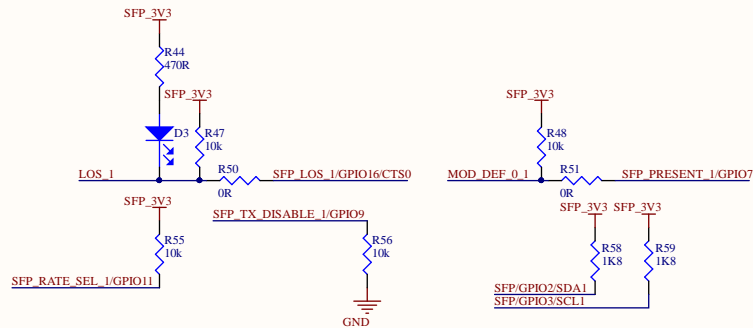 SFP_3V3
R44
470R
SFP_3V3
SFP_3V3
D3
R47
10k
R48
10k
LOS_1
R50
0R
SFP_LOS_1/GPIO16/CTS0
MOD_DEF_0_1
R51
0R
SFP_PRESENT_1/GPIO7
SFP_3V3
SFP_TX_DISABLE_1/GPIO9
SFP_3V3
SFP_3V3
R55
10k
R56
10k
R58
1K8
R59
1K8
SFP_RATE_SEL_1/GPIO11
SFP/GPIO2/SDA1
SFP/GPIO3/SCL1
GND